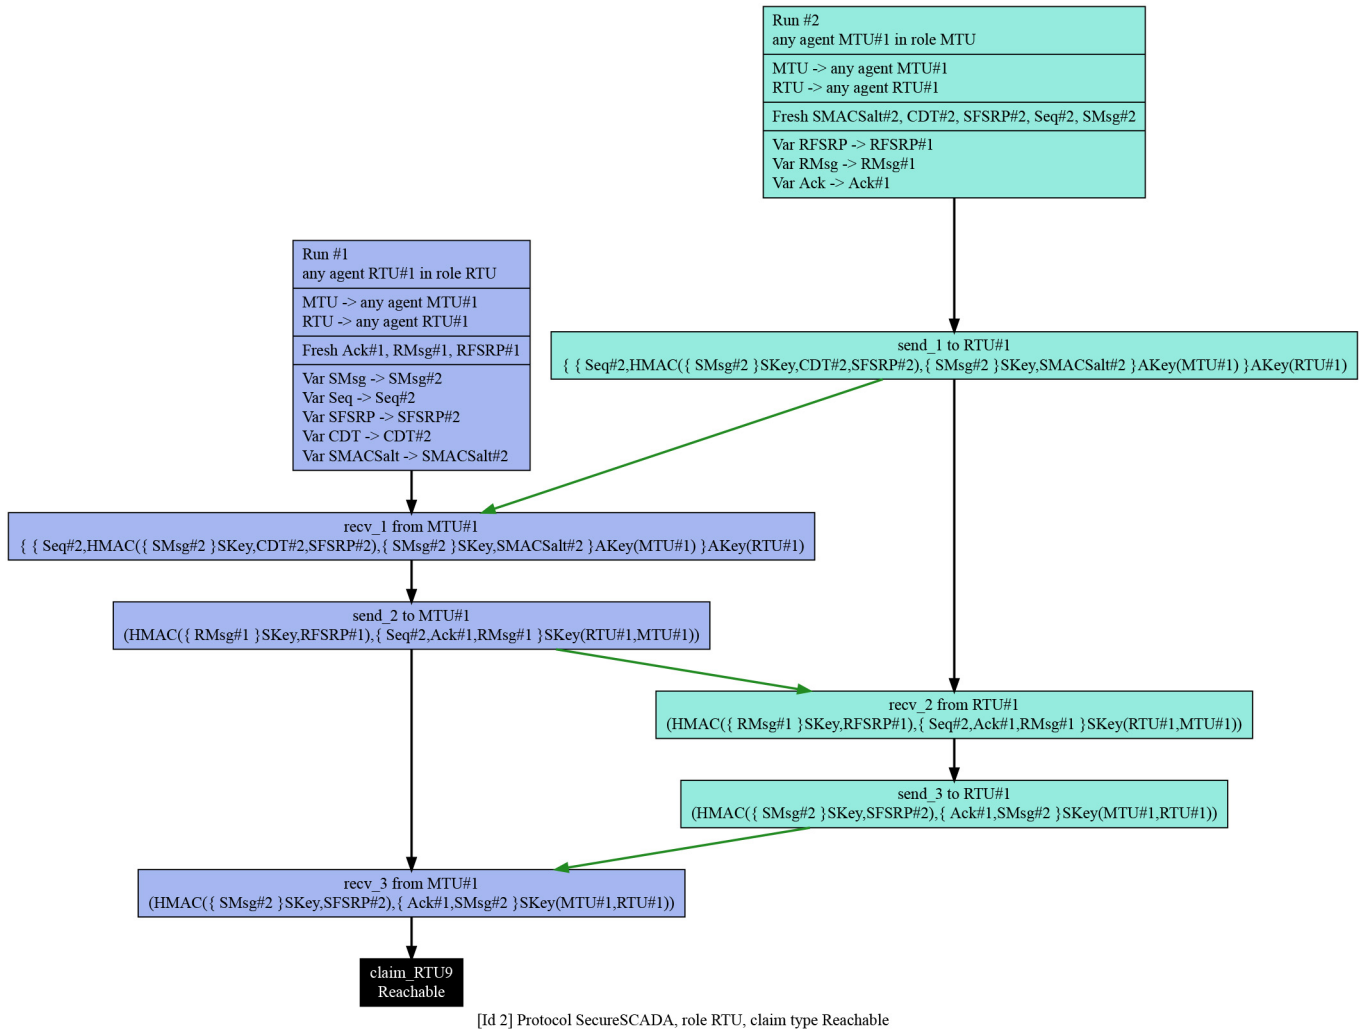 Run #2
any agent MTU#1 in role MTU
MTU -> any agent MTU#1
RTU -> any agent RTU#1
Fresh SMACSalt#2, CDT#2, SFSRP#2, Seq#2, SMsg#2
Var RFSRP -> RFSRP#1
Var RMsg -> RMsg#1
Var Ack -> Ack#1
Run #1
any agent RTU#1 in role RTU
MTU -> any agent MTU#1
RTU -> any agent RTU#1
Fresh Ack#1, RMsg#1, RFSRP#1
Var SMsg -> SMsg#2
Var Seq -> Seq#2
Var SFSRP -> SFSRP#2
Var CDT -> CDT#2
Var SMACSalt -> SMACSalt#2
send_1 to RTU#1
{ { Seq#2,HMAC({ SMsg#2 }SKey,CDT#2,SFSRP#2),{ SMsg#2 }SKey,SMACSalt#2 }AKey(MTU#1) }AKey(RTU#1)
recv_1 from MTU#1
{ { Seq#2,HMAC({ SMsg#2 }SKey,CDT#2,SFSRP#2),{ SMsg#2 }SKey,SMACSalt#2 }AKey(MTU#1) }AKey(RTU#1)
send_2 to MTU#1
(HMAC({ RMsg#1 }SKey,RFSRP#1),{ Seq#2,Ack#1,RMsg#1 }SKey(RTU#1,MTU#1))
recv_2 from RTU#1
(HMAC({ RMsg#1 }SKey,RFSRP#1),{ Seq#2,Ack#1,RMsg#1 }SKey(RTU#1,MTU#1))
send_3 to RTU#1
(HMAC({ SMsg#2 }SKey,SFSRP#2),{ Ack#1,SMsg#2 }SKey(MTU#1,RTU#1))
recv_3 from MTU#1
(HMAC({ SMsg#2 }SKey,SFSRP#2),{ Ack#1,SMsg#2 }SKey(MTU#1,RTU#1))
claim_RTU9
Reachable
[Id 2] Protocol SecureSCADA, role RTU, claim type Reachable